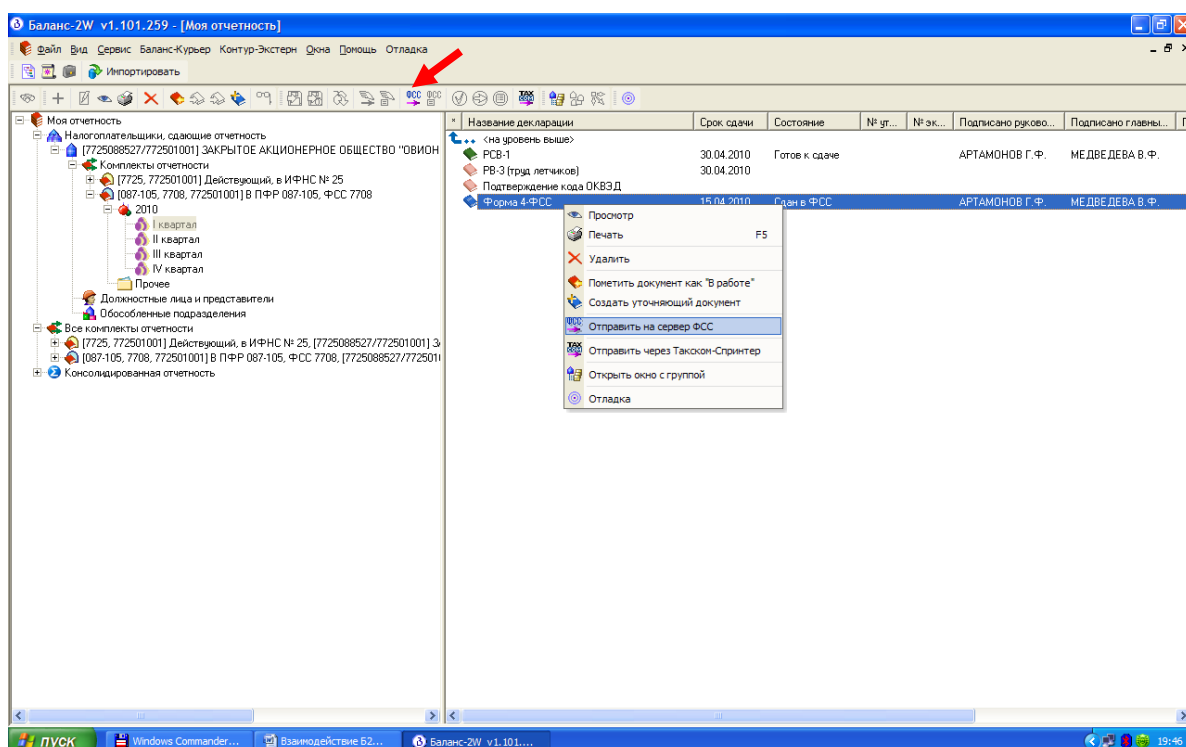 Баланс-2W v1.101.259 - [Моя отчетность]
Файл Вид Сервис Баланс-Курьер Контур-Экстерн Окна Помощь Отладка
Импортировать
Моя отчетность
Налогоплательщики, сдающие отчетность
[7725088527/772501001] ЗАКРЫТОЕ АКЦИОНЕРНОЕ ОБЩЕСТВО "ОВИОН
Комплекты отчетности
[7725, 772501001] Действующий, в ИФНС № 25
[087-105, 7708, 772501001] В ПФР 087-105, ФСС 7708
2010
I квартал
II квартал
III квартал
IV квартал
Прочее
Должностные лица и представители
Обособленные подразделения
Все комплекты отчетности
[7725, 772501001] Действующий, в ИФНС № 25, [7725088527/772501001] З
[087-105, 7708, 772501001] В ПФР 087-105, ФСС 7708, [7725088527/772501
Консолидированная отчетность
* Название декларации Срок сдачи Состояние № ут... № эк... Подписано руково... Подписано главны...
<на уровень выше>
РСВ-1 30.04.2010 Готов к сдаче АРТАМОНОВ Г.Ф. МЕДВЕДЕВА В.Ф.
РВ-3 (труд летчиков) 30.04.2010
Подтверждение кода ОКВЭД
Форма 4-ФСС 15.04.2010 Сдан в ФСС АРТАМОНОВ Г.Ф. МЕДВЕДЕВА В.Ф.
Просмотр
Печать F5
Удалить
Пометить документ как "В работе"
Создать уточняющий документ
Отправить на сервер ФСС
Отправить через Такском-Спринтер
Открыть окно с группой
Отладка
пуск Windows Commander... Взаимодействие Б2... Баланс-2W v1.101.... 19:46